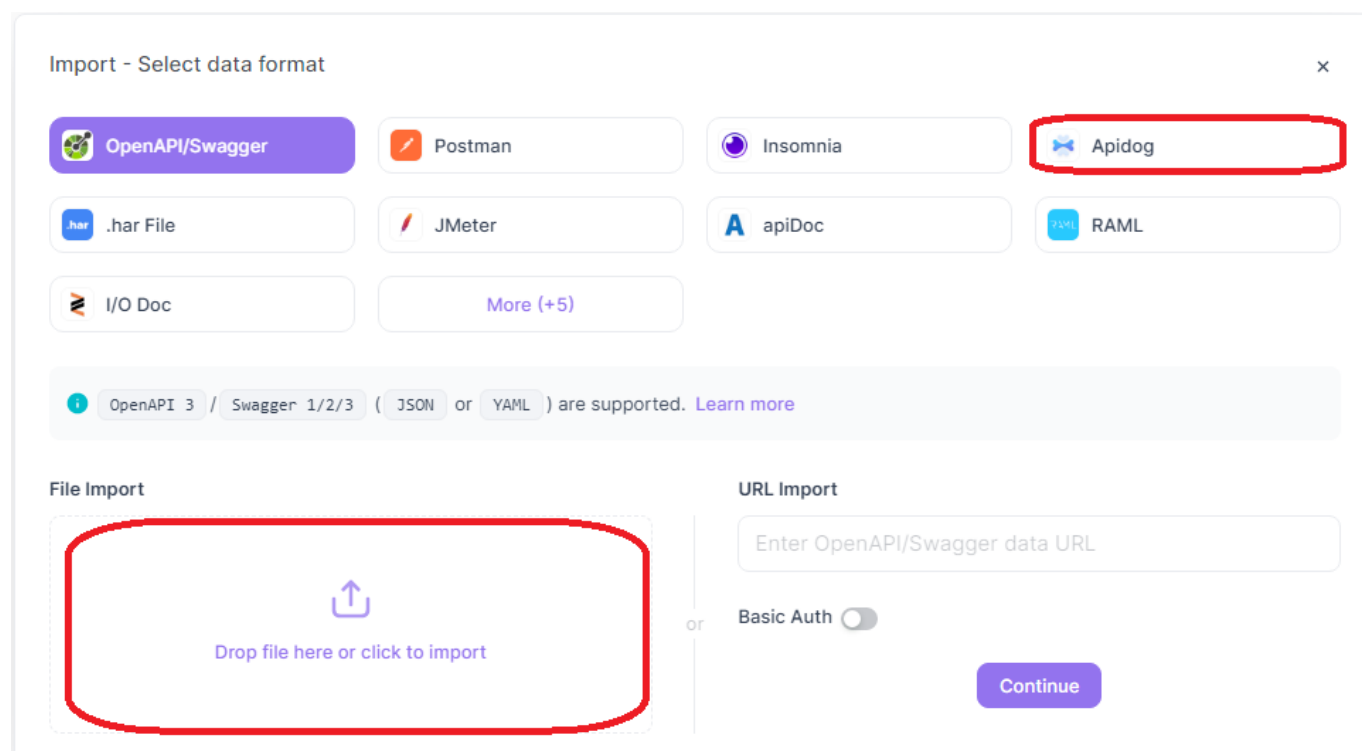 Import - Select data format
×
OpenAPI/Swagger
Postman
Insomnia
Apidog
.har
.har File
JMeter
A apiDoc
RAML
RAML
I/O Doc
More (+5)
i OpenAPI 3 / Swagger 1/2/3 ( JSON or YAML ) are supported. Learn more
File Import
URL Import
Enter OpenAPI/Swagger data URL
or
Basic Auth
Drop file here or click to import
Continue